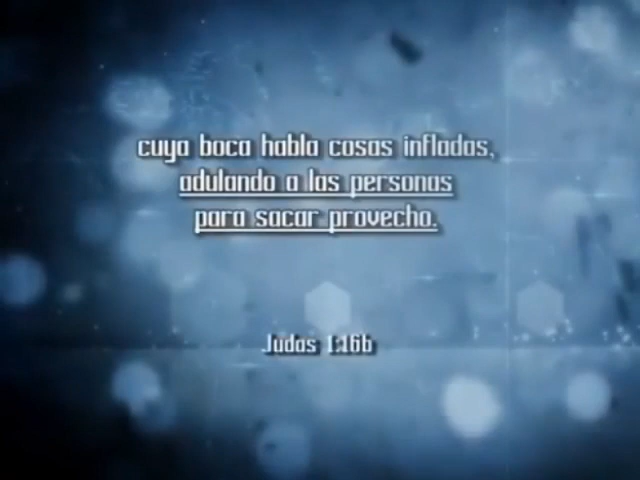 cuya boca habla cosas infladas,
adulando a las personas
para sacar provecho.
Judas 1:16b